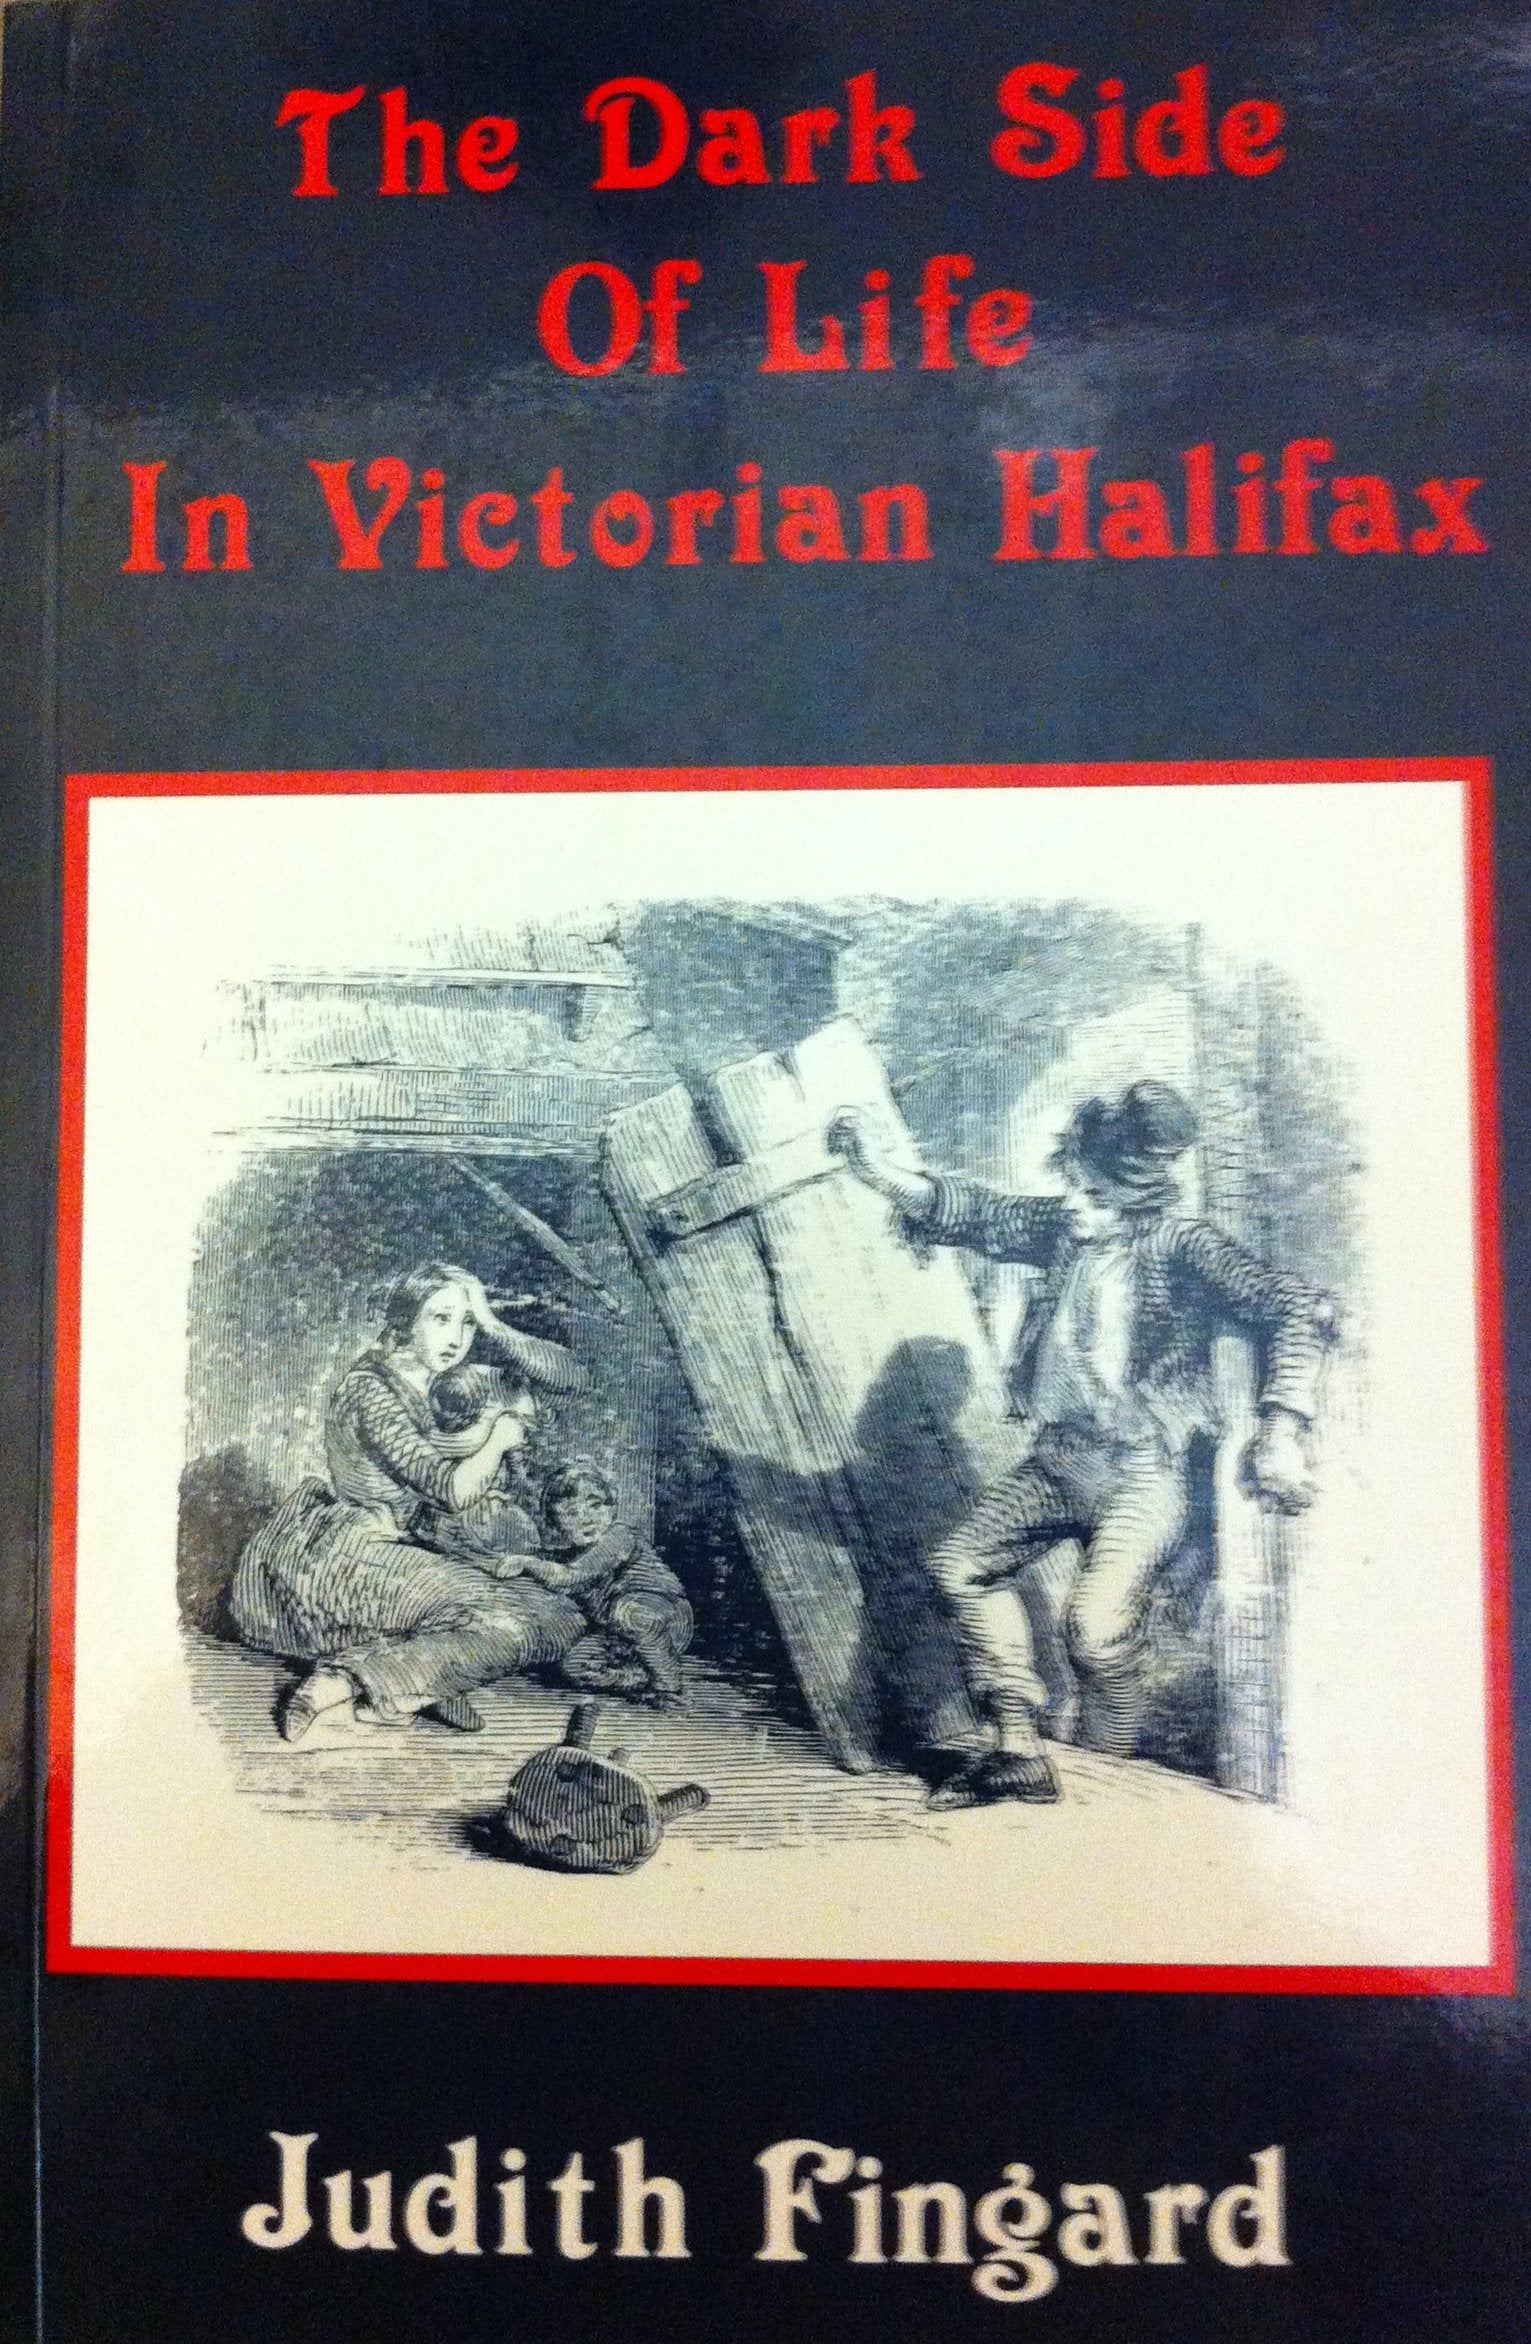 The Dark Side
Of Life
In Victorian Halifax
Judith Fingard